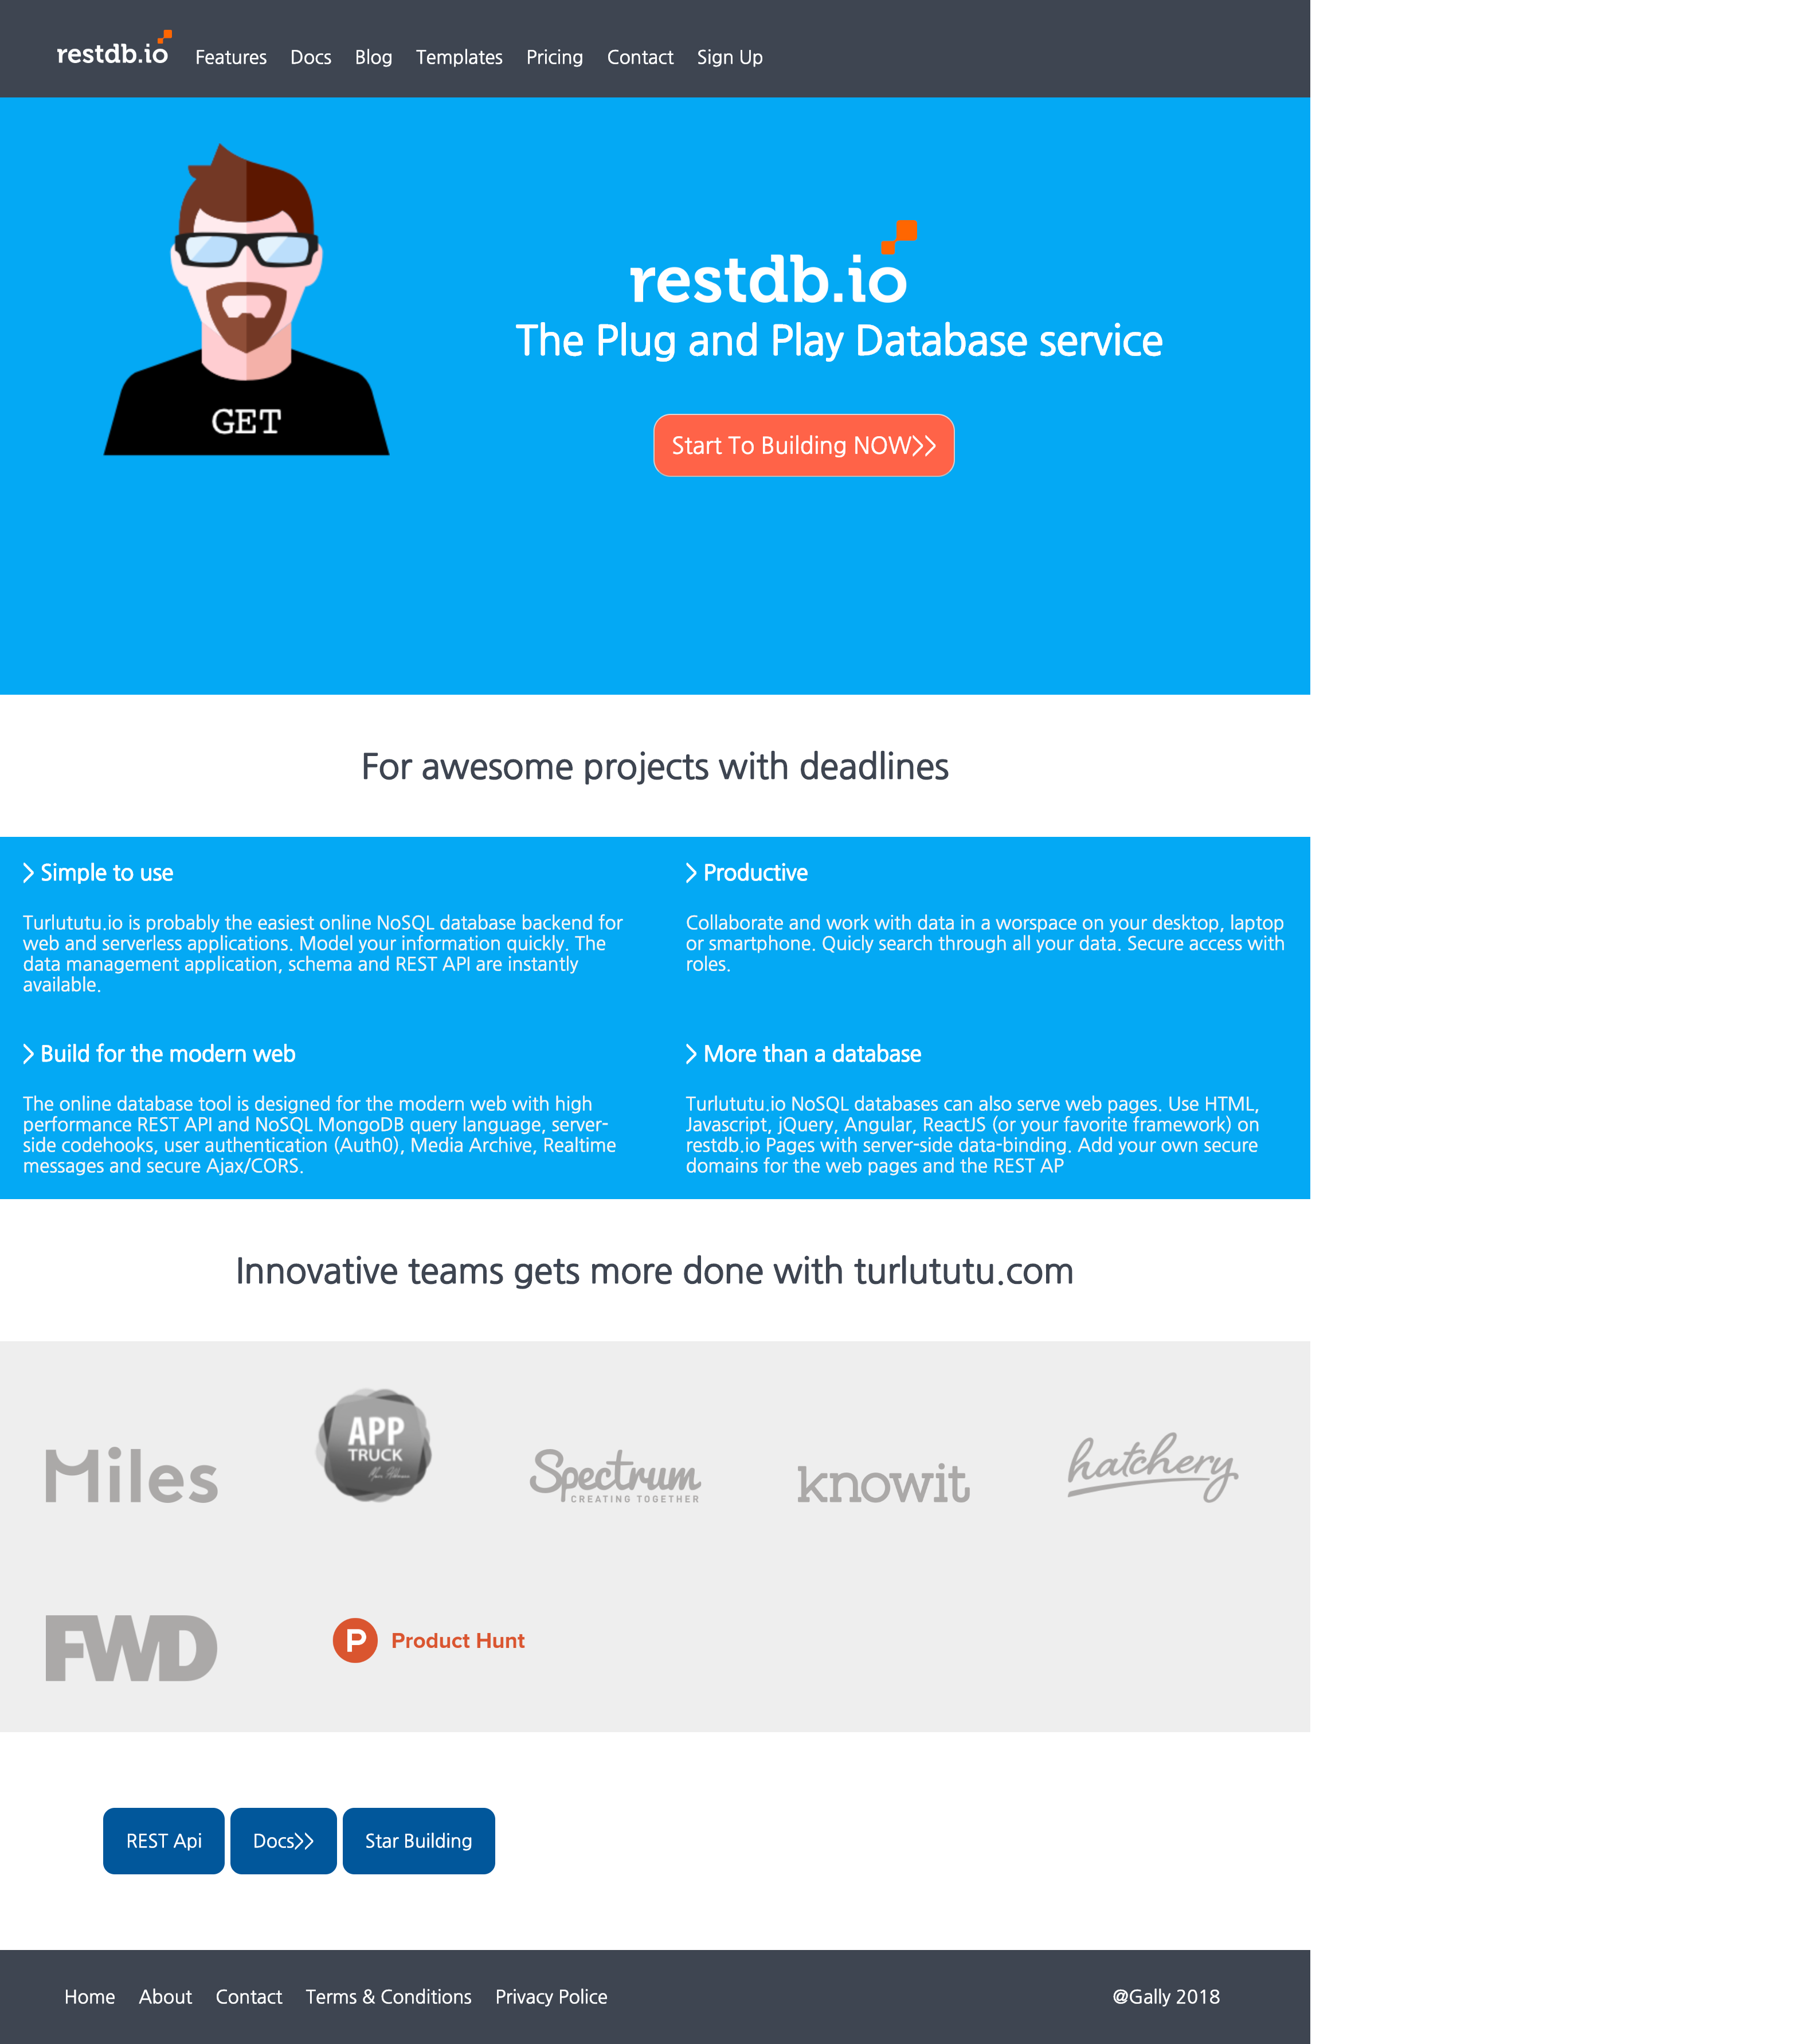 restdb.io Features Docs Blog Templates Pricing Contact Sign Up
GET
restdb.io
The Plug and Play Database service
Start To Building NOW>>
For awesome projects with deadlines
> Simple to use
Turlututu.io is probably the easiest online NoSQL database backend for
web and serverless applications. Model your information quickly. The
data management application, schema and REST API are instantly
available.
> Productive
Collaborate and work with data in a worspace on your desktop, laptop
or smartphone. Quicly search through all your data. Secure access with
roles.
> Build for the modern web
The online database tool is designed for the modern web with high
performance REST API and NoSQL MongoDB query language, server-
side codehooks, user authentication (Auth0), Media Archive, Realtime
messages and secure Ajax/CORS.
> More than a database
Turlututu.io NoSQL databases can also serve web pages. Use HTML,
Javascript, jQuery, Angular, ReactJS (or your favorite framework) on
restdb.io Pages with server-side data-binding. Add your own secure
domains for the web pages and the REST AP
Innovative teams gets more done with turlututu.com
Miles
APP
TRUCK
Spectrum
CREATING TOGETHER
knowit
hatchery
FWD
P Product Hunt
REST Api Docs>> Star Building
Home About Contact Terms & Conditions Privacy Police @Gally 2018